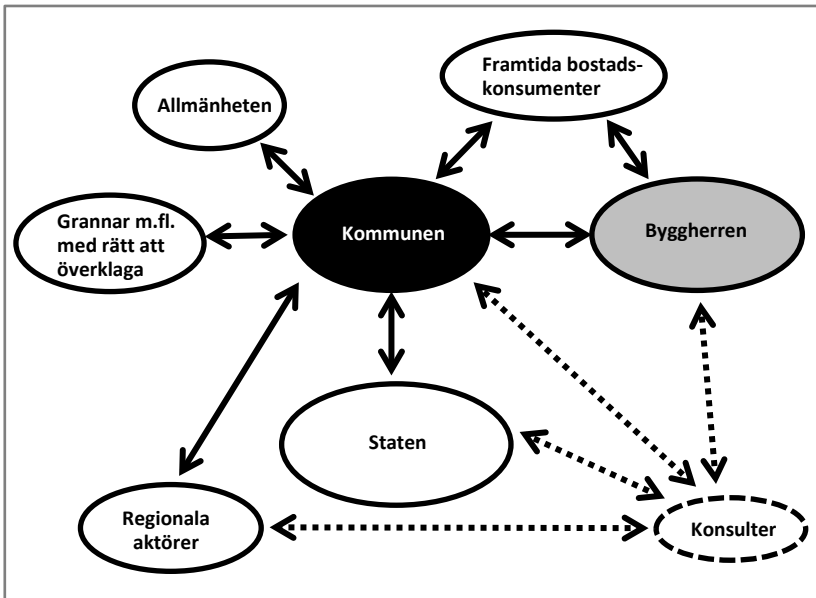 Framtida bostads-
konsumenter
Allmänheten
Grannar m.fl.
med rätt att
överklaga
Kommunen
Byggherren
Staten
Regionala
aktörer
Konsulter